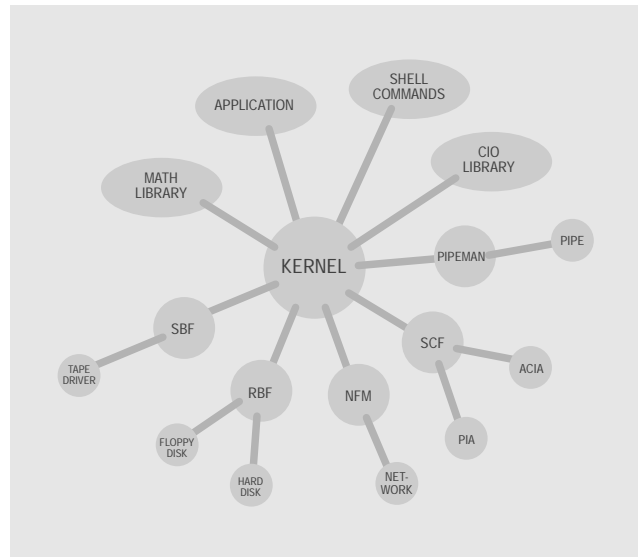 SHELL
COMMANDS
APPLICATION
CIO
LIBRARY
MATH
LIBRARY
PIPE
PIPEMAN
KERNEL
SBF
SCF
TAPE
DRIVER
ACIA
RBF
NFM
PIA
FLOPPY
DISK
HARD
DISK
NET-
WORK